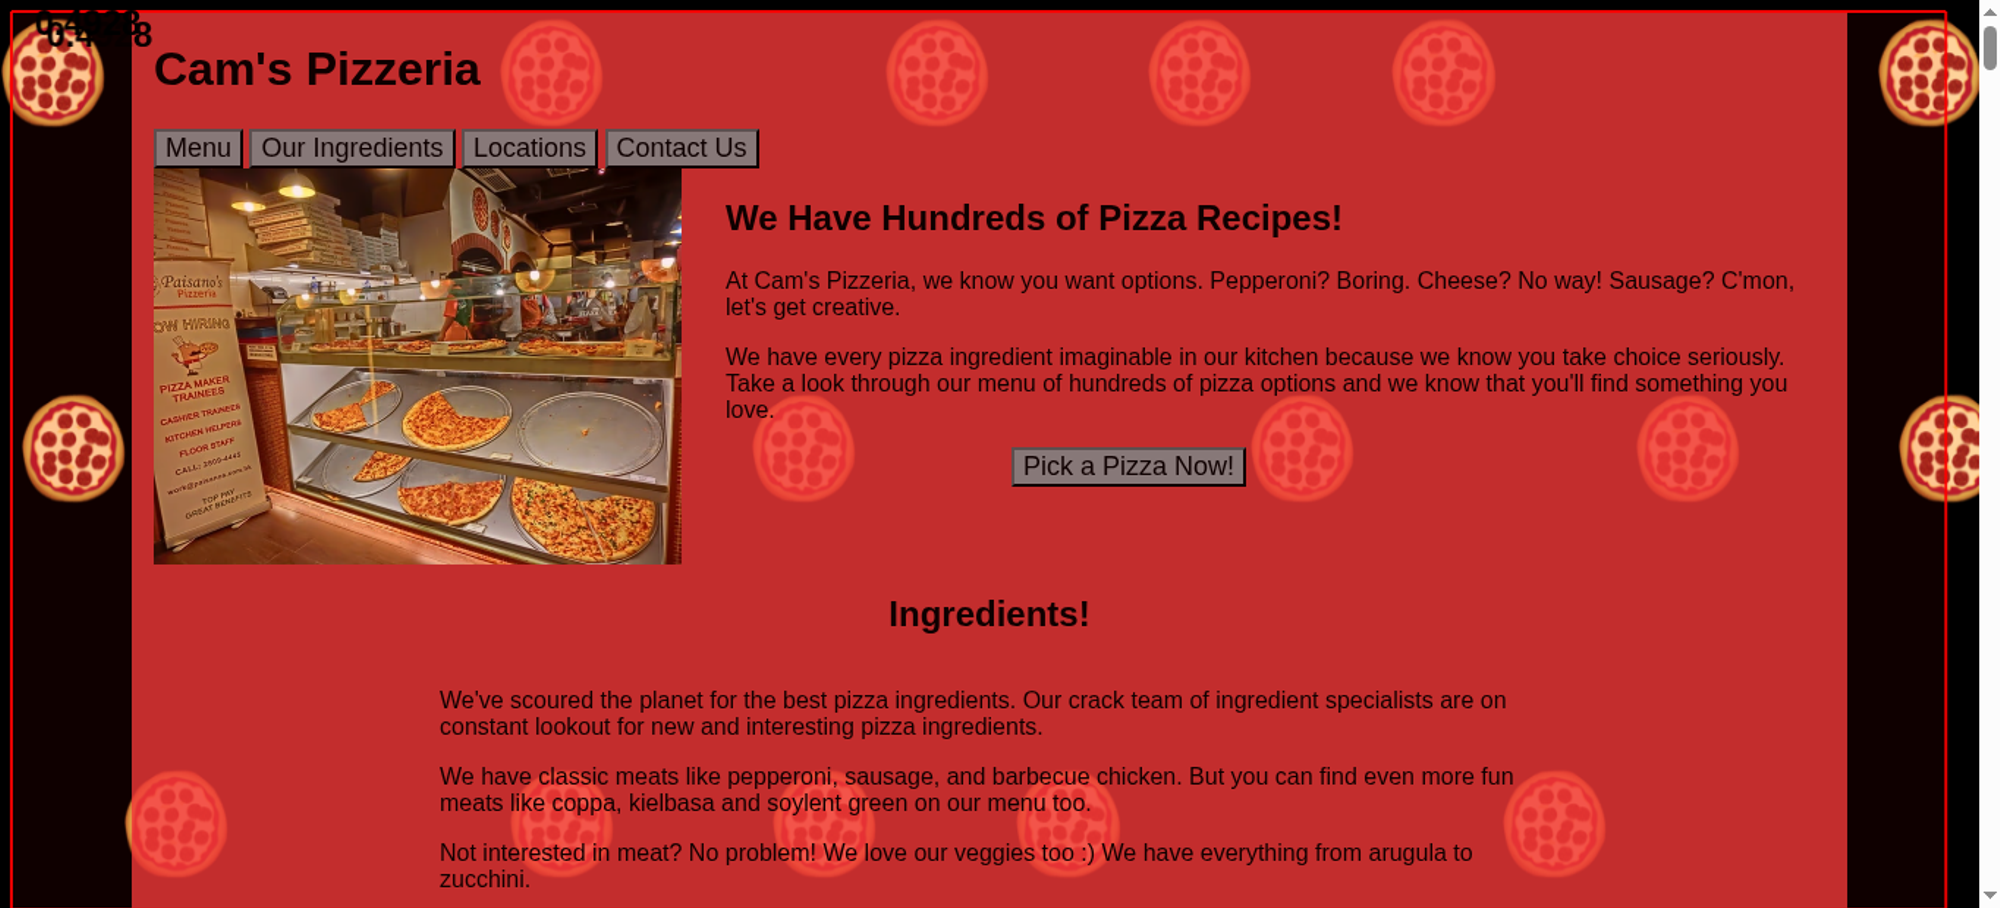 Cam's Pizzeria
Menu
Our Ingredients
Locations
Contact Us
Paisano's
Pizzeria
OW HIRING
PIZZA MAKER
TRAINEES
CASHIER TRAINEES
KITCHEN HELPERS
FLOOR STAFF
TOP PAY
GREAT BENEFITS
We Have Hundreds of Pizza Recipes!
At Cam's Pizzeria, we know you want options. Pepperoni? Boring. Cheese? No way! Sausage? C'mon,
let's get creative.
We have every pizza ingredient imaginable in our kitchen because we know you take choice seriously.
Take a look through our menu of hundreds of pizza options and we know that you'll find something you
love.
Pick a Pizza Now!
Ingredients!
We've scoured the planet for the best pizza ingredients. Our crack team of ingredient specialists are on
constant lookout for new and interesting pizza ingredients.
We have classic meats like pepperoni, sausage, and barbecue chicken. But you can find even more fun
meats like coppa, kielbasa and soylent green on our menu too.
Not interested in meat? No problem! We love our veggies too :) We have everything from arugula to
zucchini.